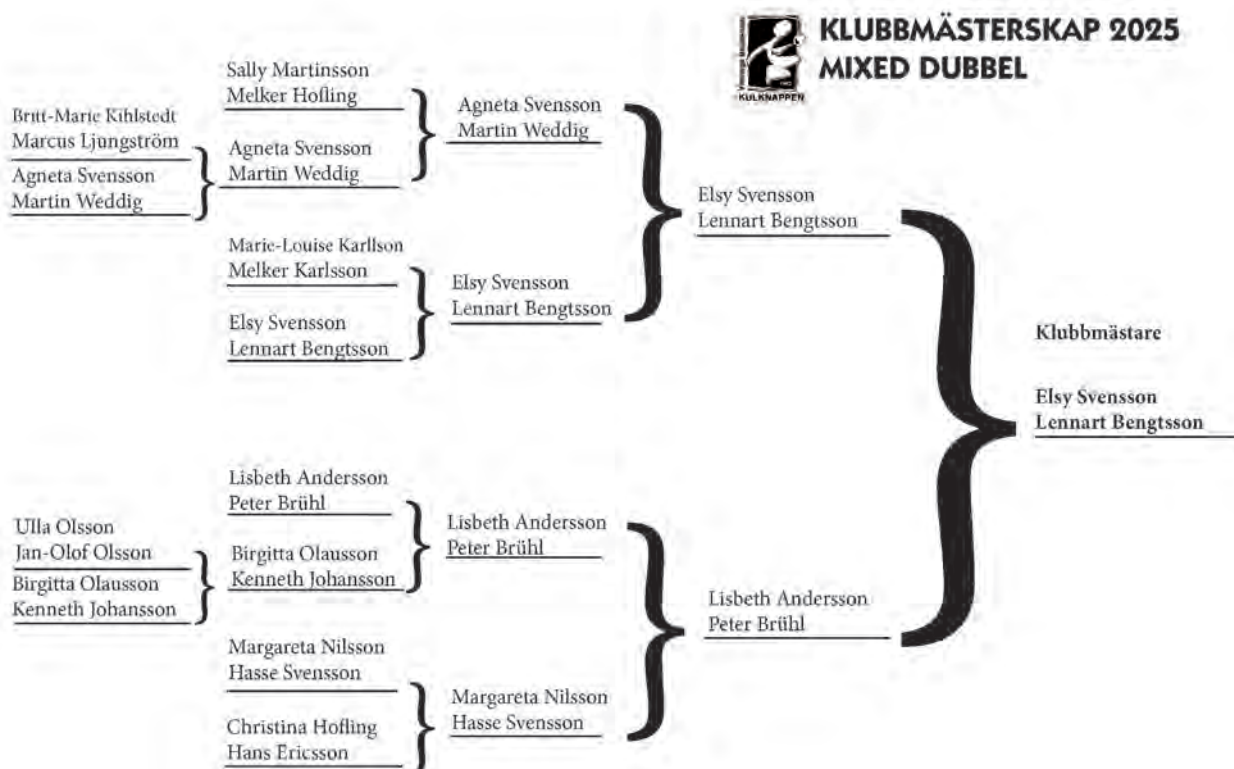 KLUBBMÄSTERSKAP 2025
MIXED DUBBEL
KULKNAPPEN
Britt-Marie Kihlstedt
Marcus Ljungström
Agneta Svensson
Martin Weddig
Sally Martinsson
Melker Hofling
Agneta Svensson
Martin Weddig
Marie-Louise Karllson
Melker Karlsson
Elsy Svensson
Lennart Bengtsson
Agneta Svensson
Martin Weddig
Elsy Svensson
Lennart Bengtsson
Elsy Svensson
Lennart Bengtsson
Ulla Olsson
Jan-Olof Olsson
Birgitta Olausson
Kenneth Johansson
Lisbeth Andersson
Peter Brühl
Birgitta Olausson
Kenneth Johansson
Margareta Nilsson
Hasse Svensson
Christina Hofling
Hans Ericsson
Lisbeth Andersson
Peter Brühl
Margareta Nilsson
Hasse Svensson
Lisbeth Andersson
Peter Brühl
Klubbmästare
Elsy Svensson
Lennart Bengtsson